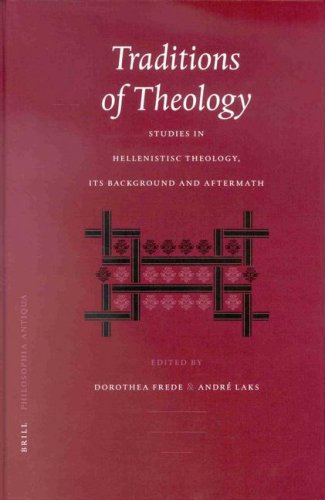 Traditions
of Theology
STUDIES IN
HELLENISTISC THEOLOGY,
ITS BACKGROUND AND AFTERMATH
EDITED BY
DOROTHEA FREDE & ANDRÉ LAKS
BRILL PHILOSOPHIA ANTIQUA